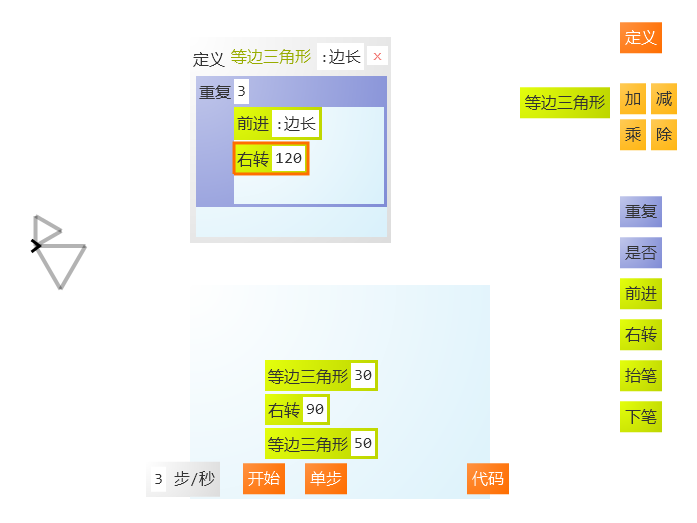 定义 等边三角形 :边长 x
重复 3
前进 :边长
右转 120
等边三角形 30
右转 90
等边三角形 50
3 步/秒 开始 单步 代码
定义
等边三角形
加 减
乘 除
重复
是否
前进
右转
抬笔
下笔